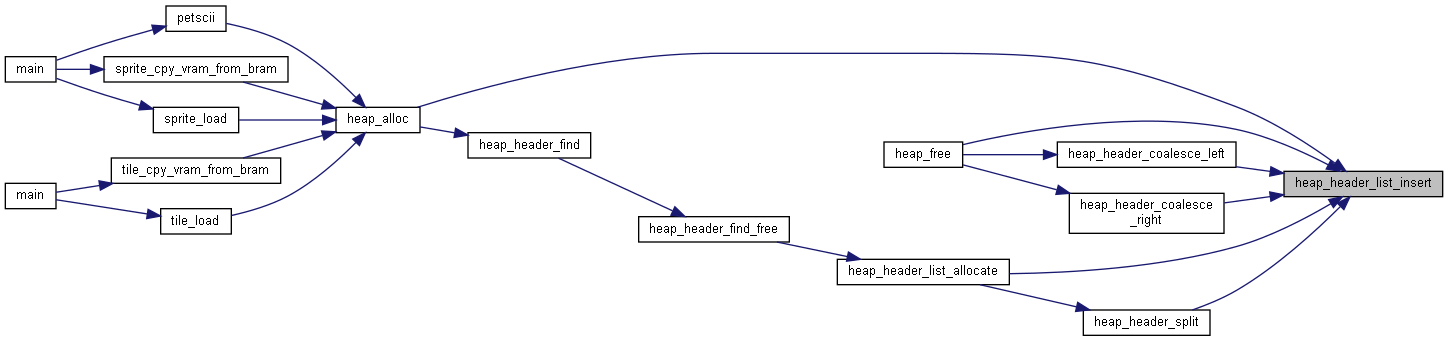 petscii
main
sprite_cpy_vram_from_bram
sprite_load
heap_alloc
heap_header_find
heap_free
heap_header_coalesce_left
tile_cpy_vram_from_bram
heap_header_list_insert
main
heap_header_coalesce
_right
tile_load
heap_header_find_free
heap_header_list_allocate
heap_header_split